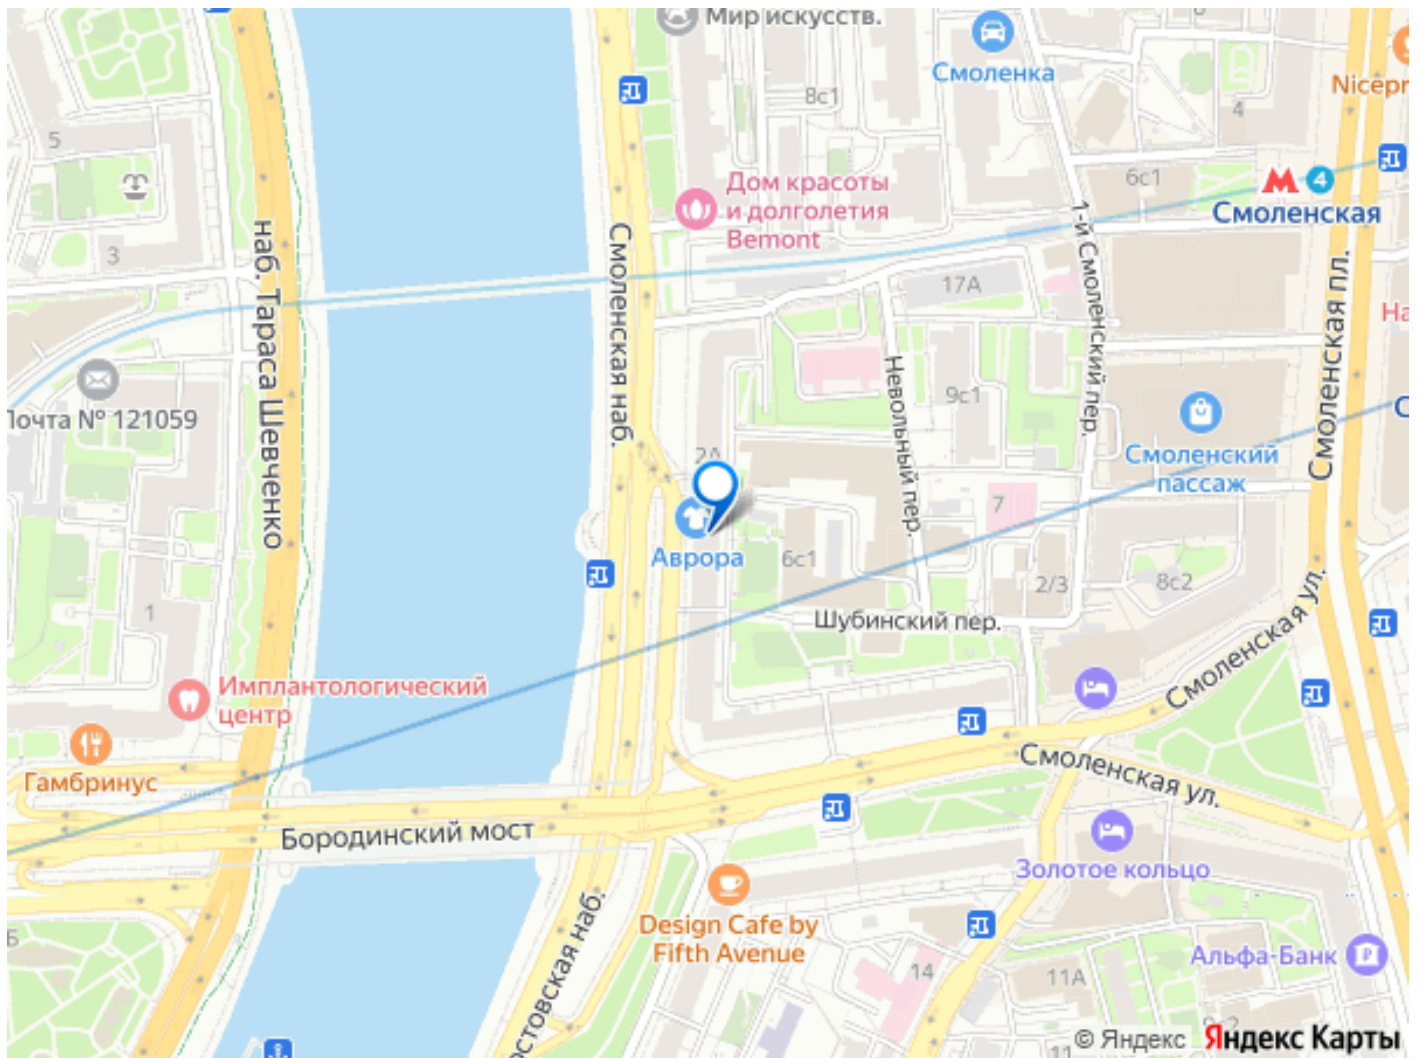 Мир искусств.
Смоленка
8с1
4
5
6с1
4
Смоленская
Дом красоты
и долголетия
Bemont
3
наб. Тараса Шевченко
Смоленская наб.
1-й Смоленский пер.
17А
Смоленская пл.
Почта № 121059
Невольный пер.
9с1
Смоленский
пассаж
2А
7
Аврора
6с1
2/3
8с2
1
Шубинский пер.
Смоленская ул.
Имплантологический
центр
Гамбринус
Смоленская ул.
Бородинский мост
Золотое кольцо
Design Cafe by
Fifth Avenue
Альфа-Банк
14
11А
11
© Яндекс Яндекс Карты